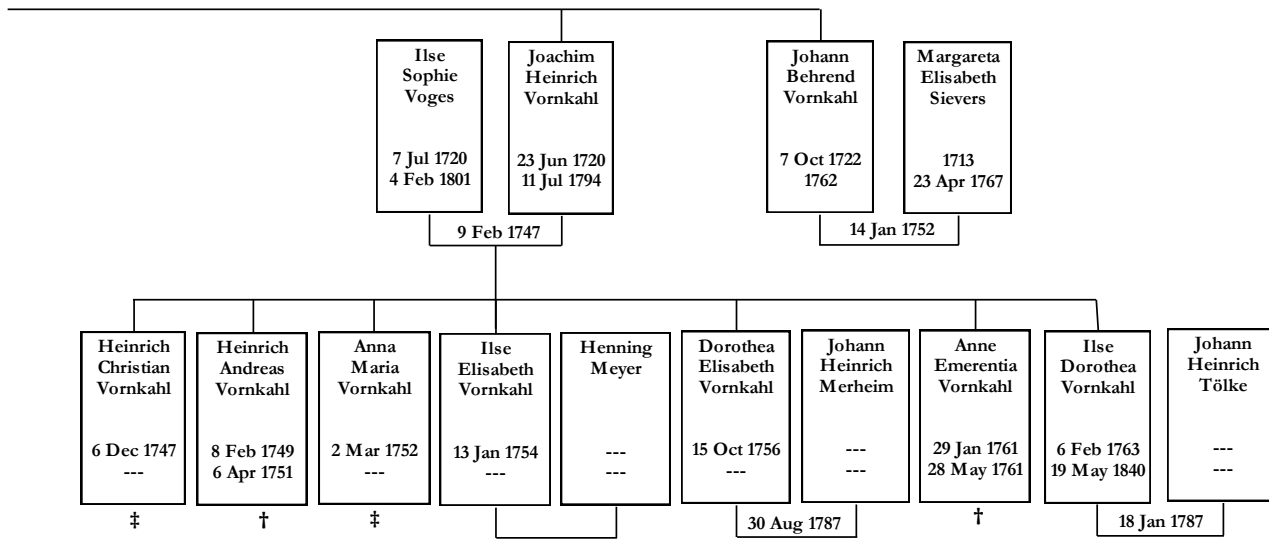 Ilse
Sophie
Voges
7 Jul 1720
4 Feb 1801
Joachim
Heinrich
Vornkahl
23 Jun 1720
11 Jul 1794
9 Feb 1747
Johann
Behrend
Vornkahl
7 Oct 1722
1762
Margareta
Elisabeth
Sievers
1713
23 Apr 1767
14 Jan 1752
Heinrich
Christian
Vornkahl
6 Dec 1747
---
‡
Heinrich
Andreas
Vornkahl
8 Feb 1749
6 Apr 1751
†
Anna
Maria
Vornkahl
2 Mar 1752
---
‡
Ilse
Elisabeth
Vornkahl
13 Jan 1754
---
Henning
Meyer
---
---
Dorothea
Elisabeth
Vornkahl
15 Oct 1756
---
Johann
Heinrich
Merheim
---
---
30 Aug 1787
Anne
Emerentia
Vornkahl
29 Jan 1761
28 May 1761
†
Ilse
Dorothea
Vornkahl
6 Feb 1763
19 May 1840
Johann
Heinrich
Tölke
---
---
18 Jan 1787